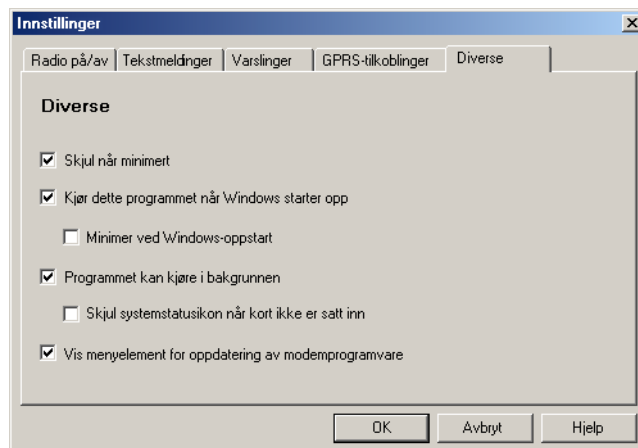 Innstillinger
Radio på/av Tekstmeldinger Varslinger GPRS-tilkoblinger Diverse
Diverse
Skjul når minimert
Kjør dette programmet når Windows starter opp
Minimer ved Windows-oppstart
Programmet kan kjøre i bakgrunnen
Skjul systemstatusikon når kort ikke er satt inn
Vis menyelement for oppdatering av modemprogramvare
OK Avbryt Hjelp